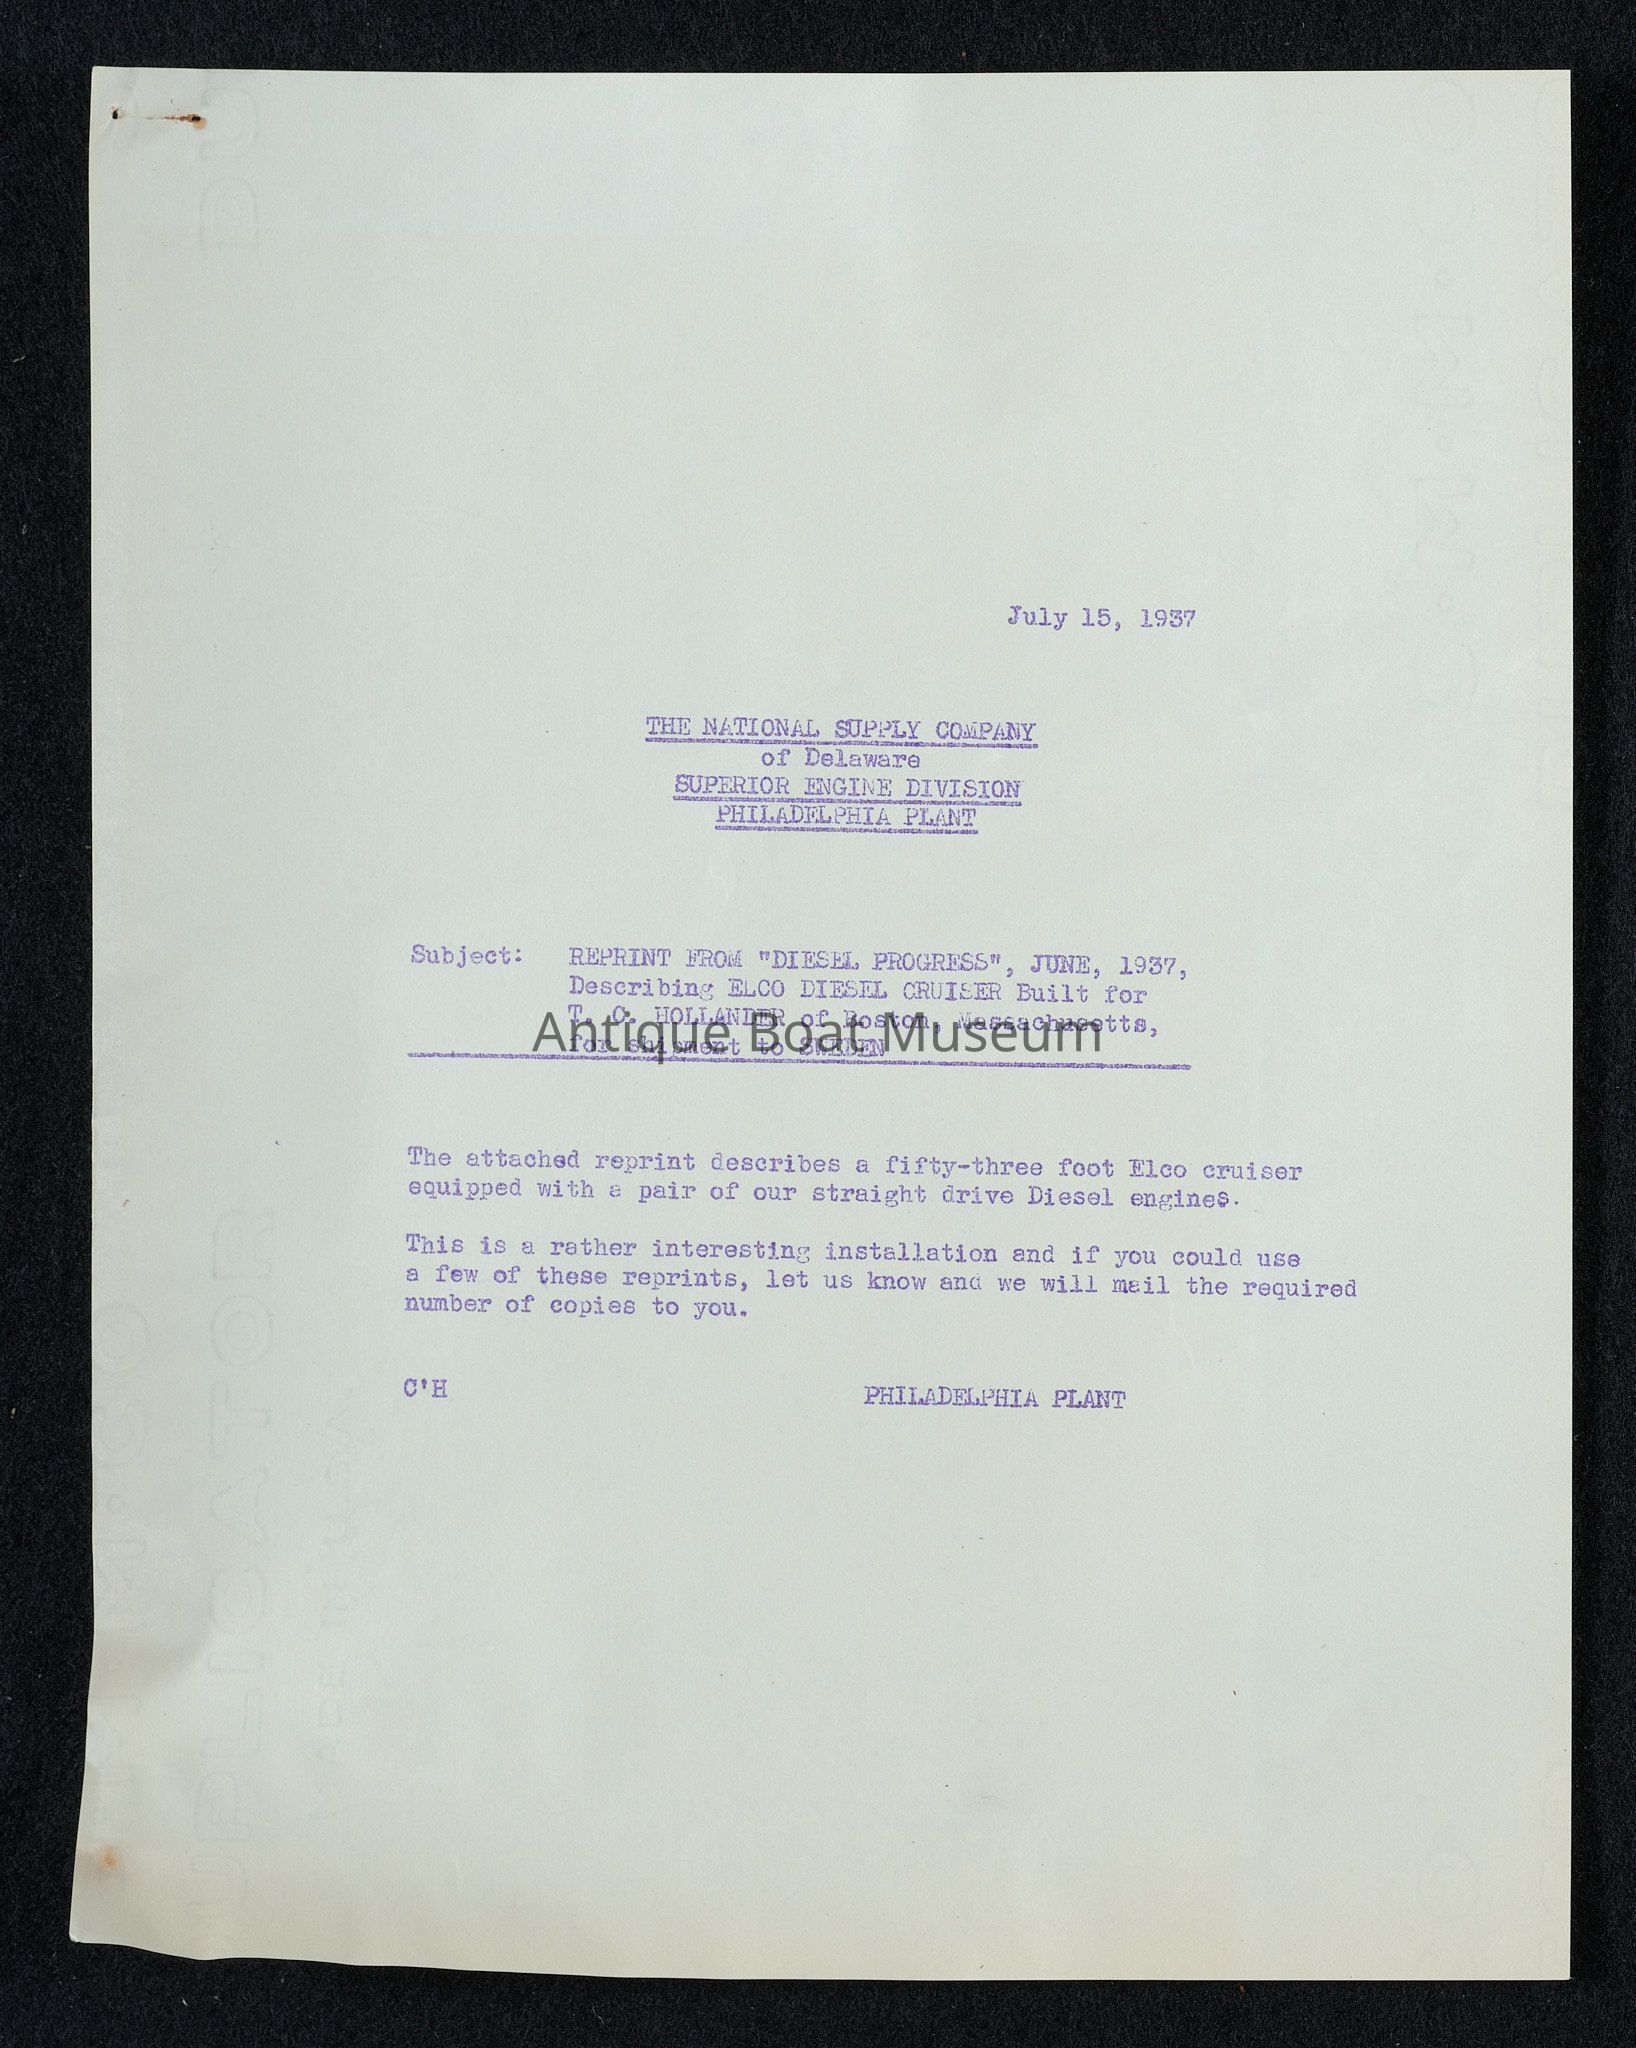 July 15, 1937
THE NATIONAL SUPPLY COMPANY
of Delaware
SUPERIOR ENGINE DIVISION
PHILADELPHIA PLANT
Subject: REPRINT FROM "DIESEL PROGRESS", JUNE, 1937,
Describing ELCO DIESEL CRUISER Built for
T. C. HOLLANDER of Boston, Massachusetts,
Antique Boat Museum
for shipment to SWEDEN
The attached reprint describes a fifty-three foot Elco cruiser
equipped with a pair of our straight drive Diesel engines.
This is a rather interesting installation and if you could use
a few of these reprints, let us know and we will mail the required
number of copies to you.
C'H PHILADELPHIA PLANT